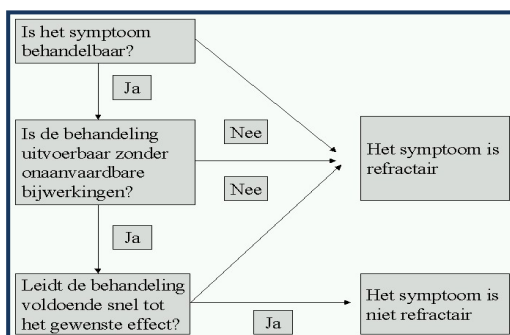 Is het symptoom
behandelbaar?
Ja
Nee
Is de behandeling
uitvoerbaar zonder
onaanvaardbare
bijwerkingen?
Het symptoom is
refractair
Nee
Ja
Leidt de behandeling
voldoende snel tot
het gewenste effect?
Ja
Het symptoom is
niet refractair